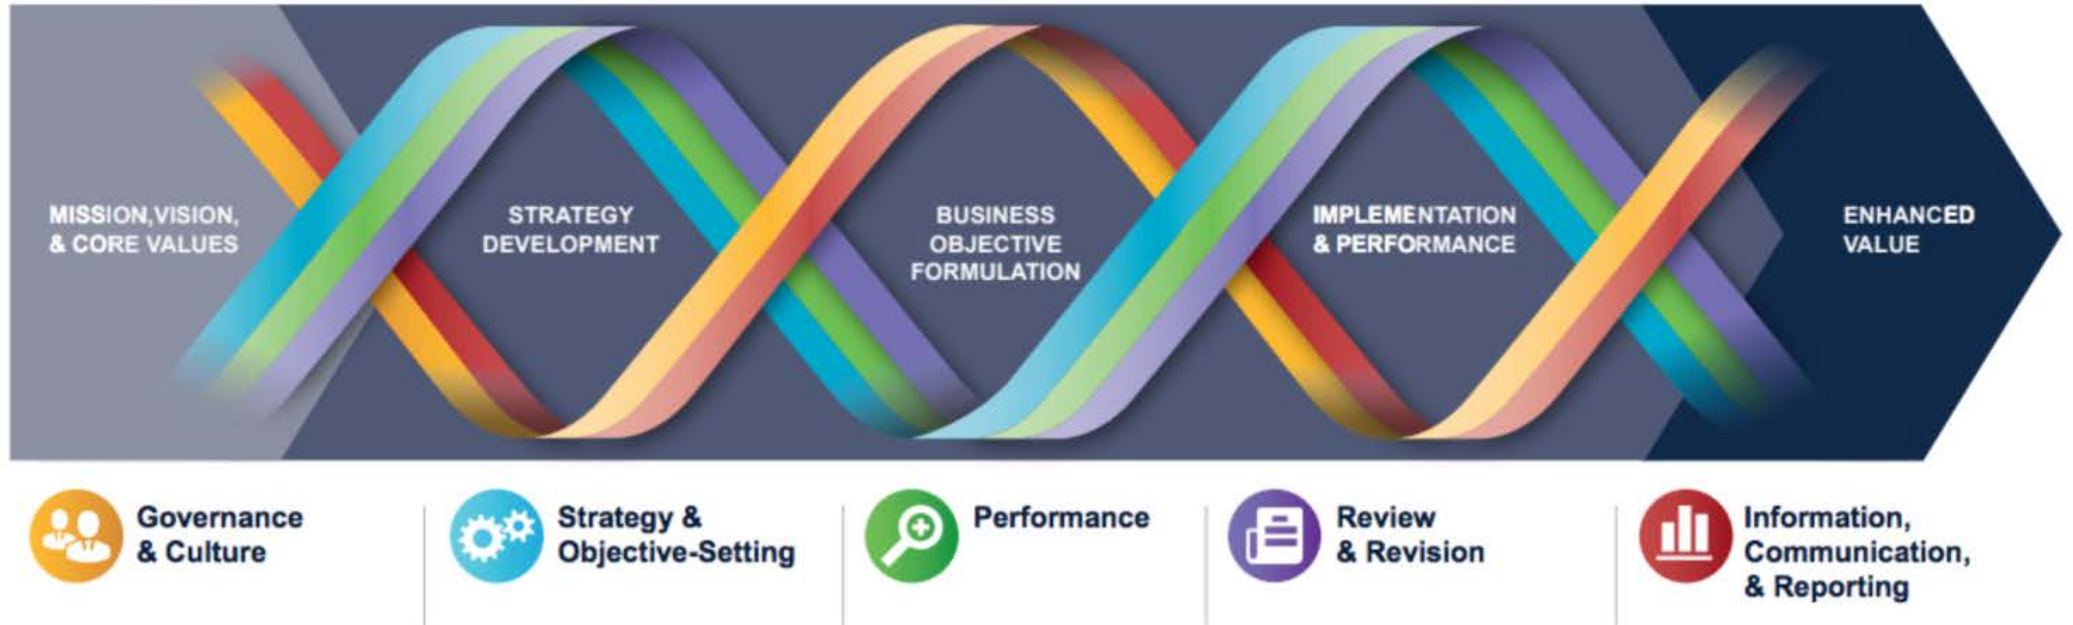 MISSION,VISION,
& CORE VALUES
STRATEGY
DEVELOPMENT
BUSINESS
OBJECTIVE
FORMULATION
IMPLEMENTATION
& PERFORMANCE
ENHANCED
VALUE
Governance
& Culture
Strategy &
Objective-Setting
Performance
Review
& Revision
Information,
Communication,
& Reporting